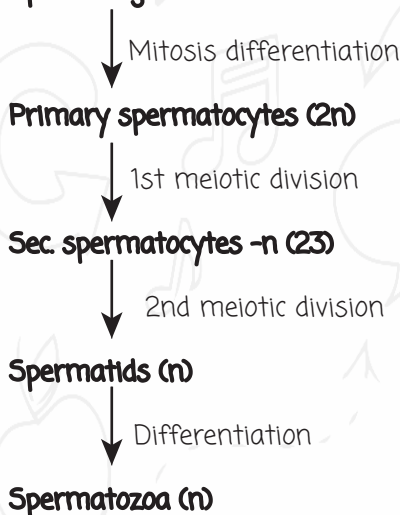 Mitosis differentiation
Primary spermatocytes (2n)
1st meiotic division
Sec. spermatocytes -n (23)
2nd meiotic division
Spermatids (n)
Differentiation
Spermatozoa (n)